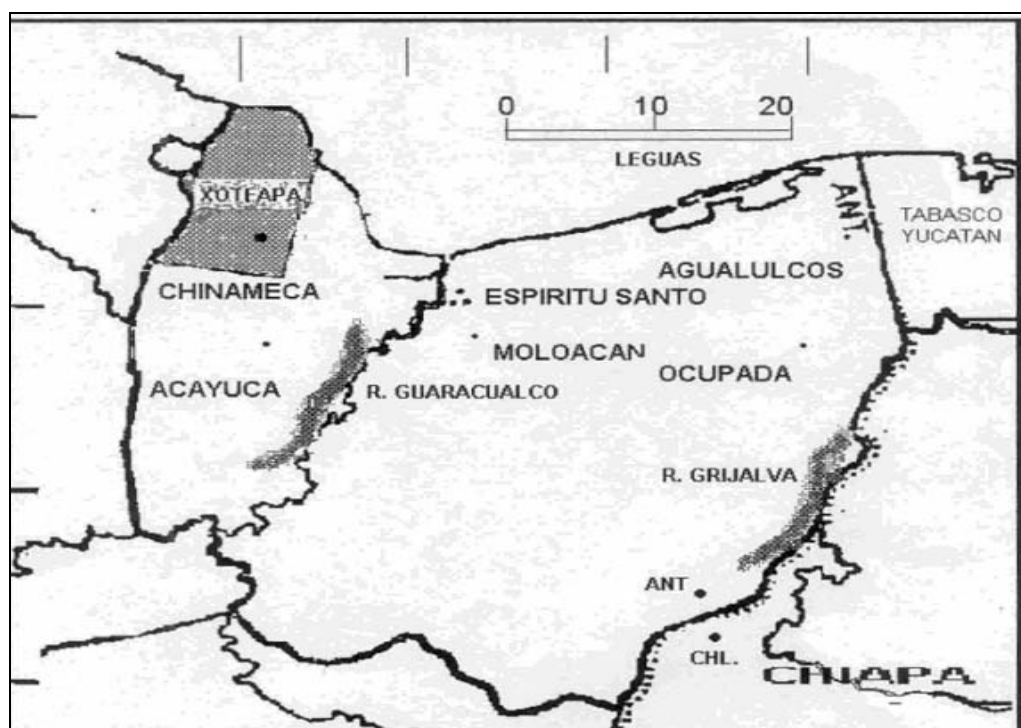 0 10 20
LEGUAS
XOTEAPA
ANT.
TABASCO
YUCATAN
AGUALULCOS
CHINAMECA
ESPIRITU SANTO
MOLOACAN
OCUPADA
ACAYUCA
R. GUARACUALCO
R. GRIJALVA
ANT
CHL.
CHIAPA